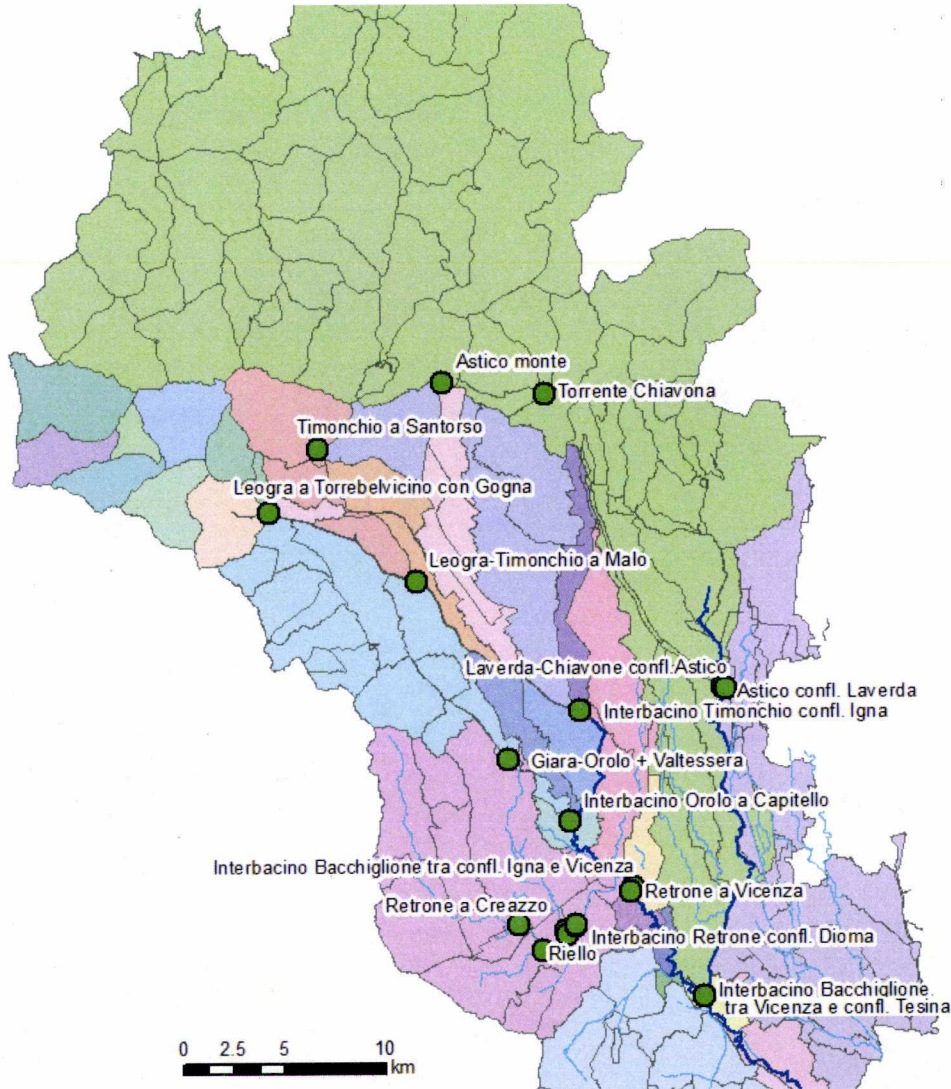 Astico monte
Torrente Chiavona
Timonchio a Santorso
Leogra a Torrebelvicino con Gogna
Leogra-Timonchio a Malo
Laverda-Chiavone confl.Astico
Astico confl. Laverda
Interbacino Timonchio confl. Igna
Giara-Orolo + Valtessera
Interbacino Orolo a Capitello
Interbacino Bacchiglione tra confl. Igna e Vicenza
Retrone a Vicenza
Retrone a Creazzo
Interbacino Retrone confl. Dioma
Riello
Interbacino Bacchiglione
tra Vicenza e confl. Tesina
0 2.5 5 10
km